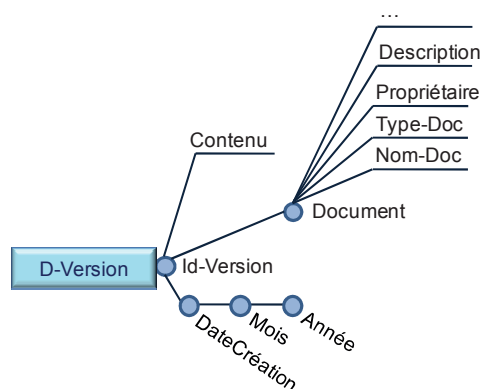 ...
Description
Propriétaire
Type-Doc
Nom-Doc
Contenu
Document
D-Version
Id-Version
DateCréation
Mois
Année